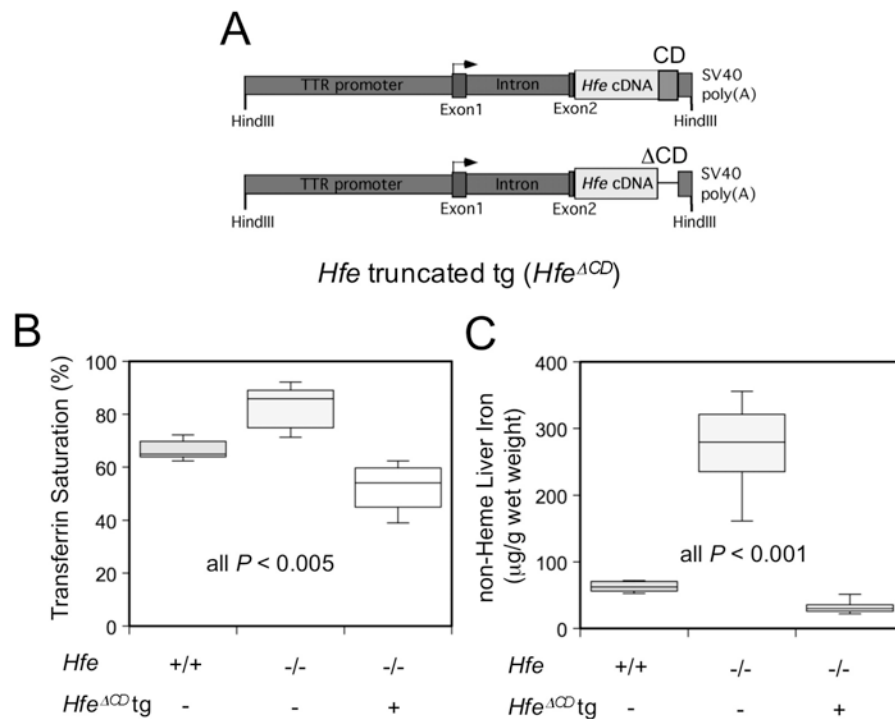 A
CD
TTR promoter
Intron
Hfe cDNA
SV40
poly(A)
HindIII
Exon1
Exon2
HindIII
ΔCD
TTR promoter
Intron
Hfe cDNA
SV40
poly(A)
HindIII
Exon1
Exon2
HindIII
Hfe truncated tg (Hfe^ΔCD)
B
Transferrin Saturation (%)
100
80
60
40
20
0
all P < 0.005
Hfe +/+ -/- -/-
Hfe^ΔCD tg - - +
C
non-Heme Liver Iron
(μg/g wet weight)
400
300
200
100
0
all P < 0.001
Hfe +/+ -/- -/-
Hfe^ΔCD tg - - +